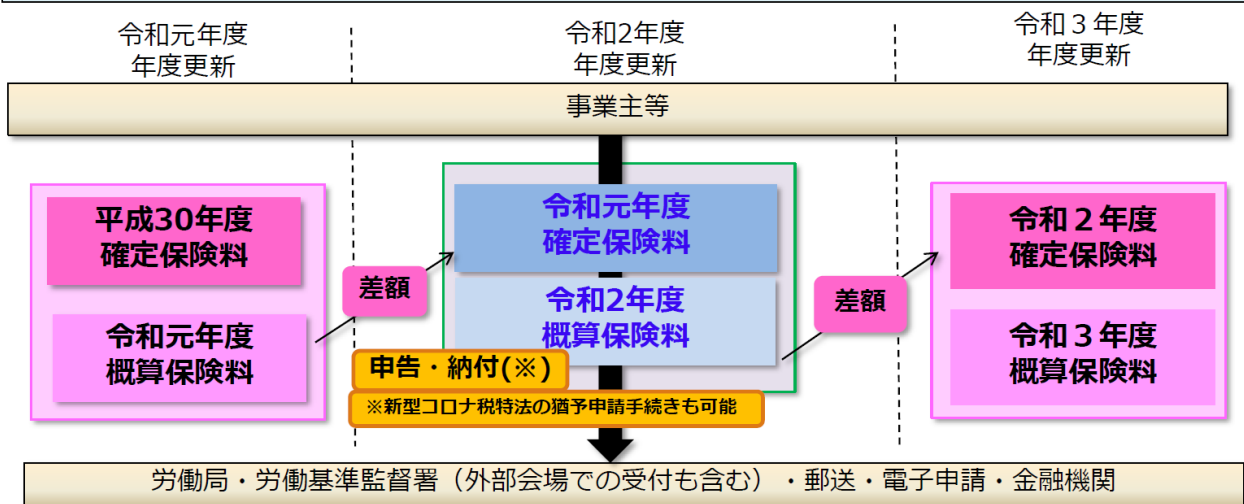 令和元年度
年度更新
令和2年度
年度更新
令和３年度
年度更新
事業主等
平成30年度
確定保険料
令和元年度
概算保険料
差額
令和元年度
確定保険料
令和2年度
概算保険料
申告・納付(※)
※新型コロナ税特法の猶予申請手続きも可能
差額
令和２年度
確定保険料
令和３年度
概算保険料
労働局・労働基準監督署（外部会場での受付も含む）・郵送・電子申請・金融機関